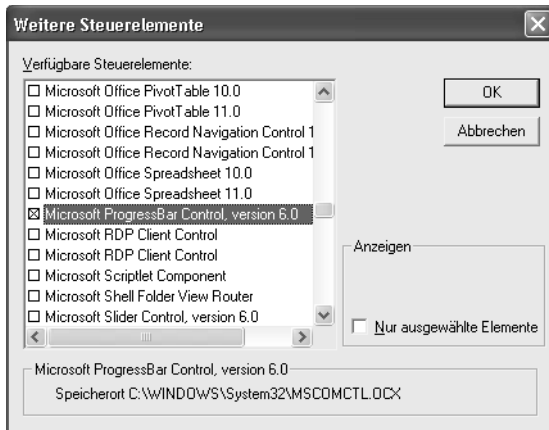 Weitere Steuerelemente
Verfügbare Steuerelemente:
Microsoft Office PivotTable 10.0
Microsoft Office PivotTable 11.0
Microsoft Office Record Navigation Control 1
Microsoft Office Record Navigation Control 1
Microsoft Office Spreadsheet 10.0
Microsoft Office Spreadsheet 11.0
Microsoft ProgressBar Control, version 6.0
Microsoft RDP Client Control
Microsoft RDP Client Control
Microsoft Scriptlet Component
Microsoft Shell Folder View Router
Microsoft Slider Control, version 6.0
OK
Abbrechen
Anzeigen
Nur ausgewählte Elemente
Microsoft ProgressBar Control, version 6.0
Speicherort C:\WINDOWS\System32\MSCOMCTL.OCX